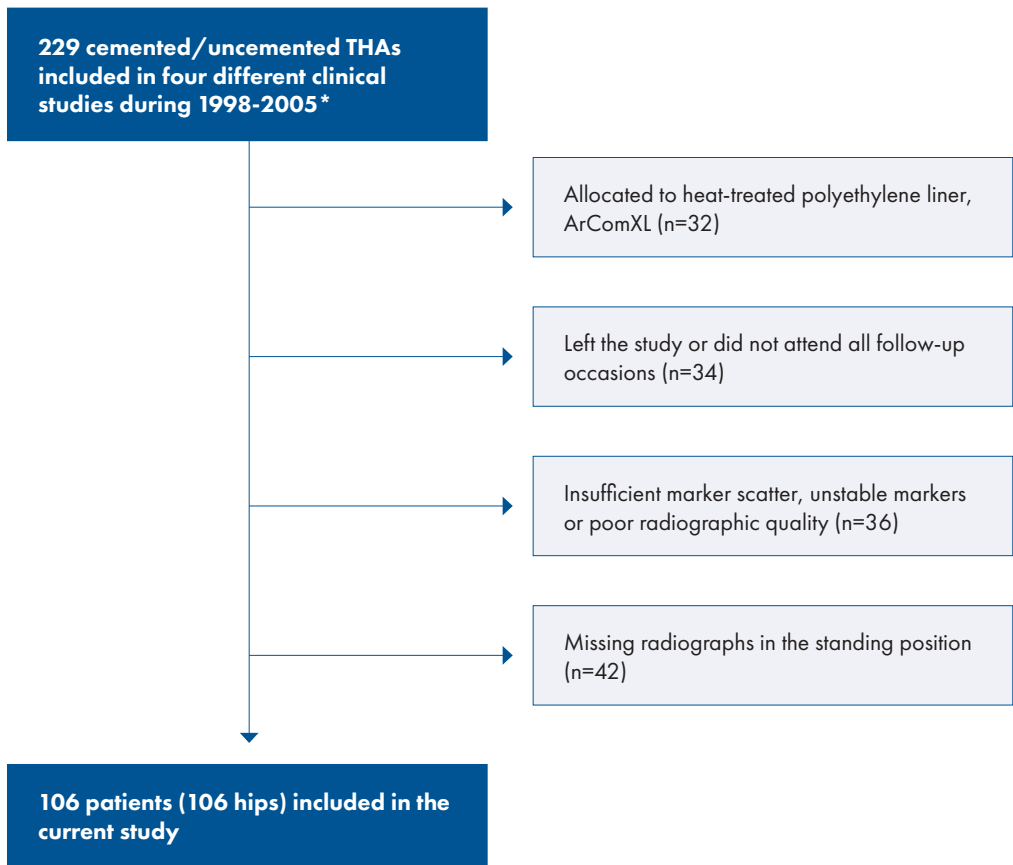 229 cemented/uncemented THAs
included in four different clinical
studies during 1998-2005*
Allocated to heat-treated polyethylene liner,
ArComXL (n=32)
Left the study or did not attend all follow-up
occasions (n=34)
Insufficient marker scatter, unstable markers
or poor radiographic quality (n=36)
Missing radiographs in the standing position
(n=42)
106 patients (106 hips) included in the
current study